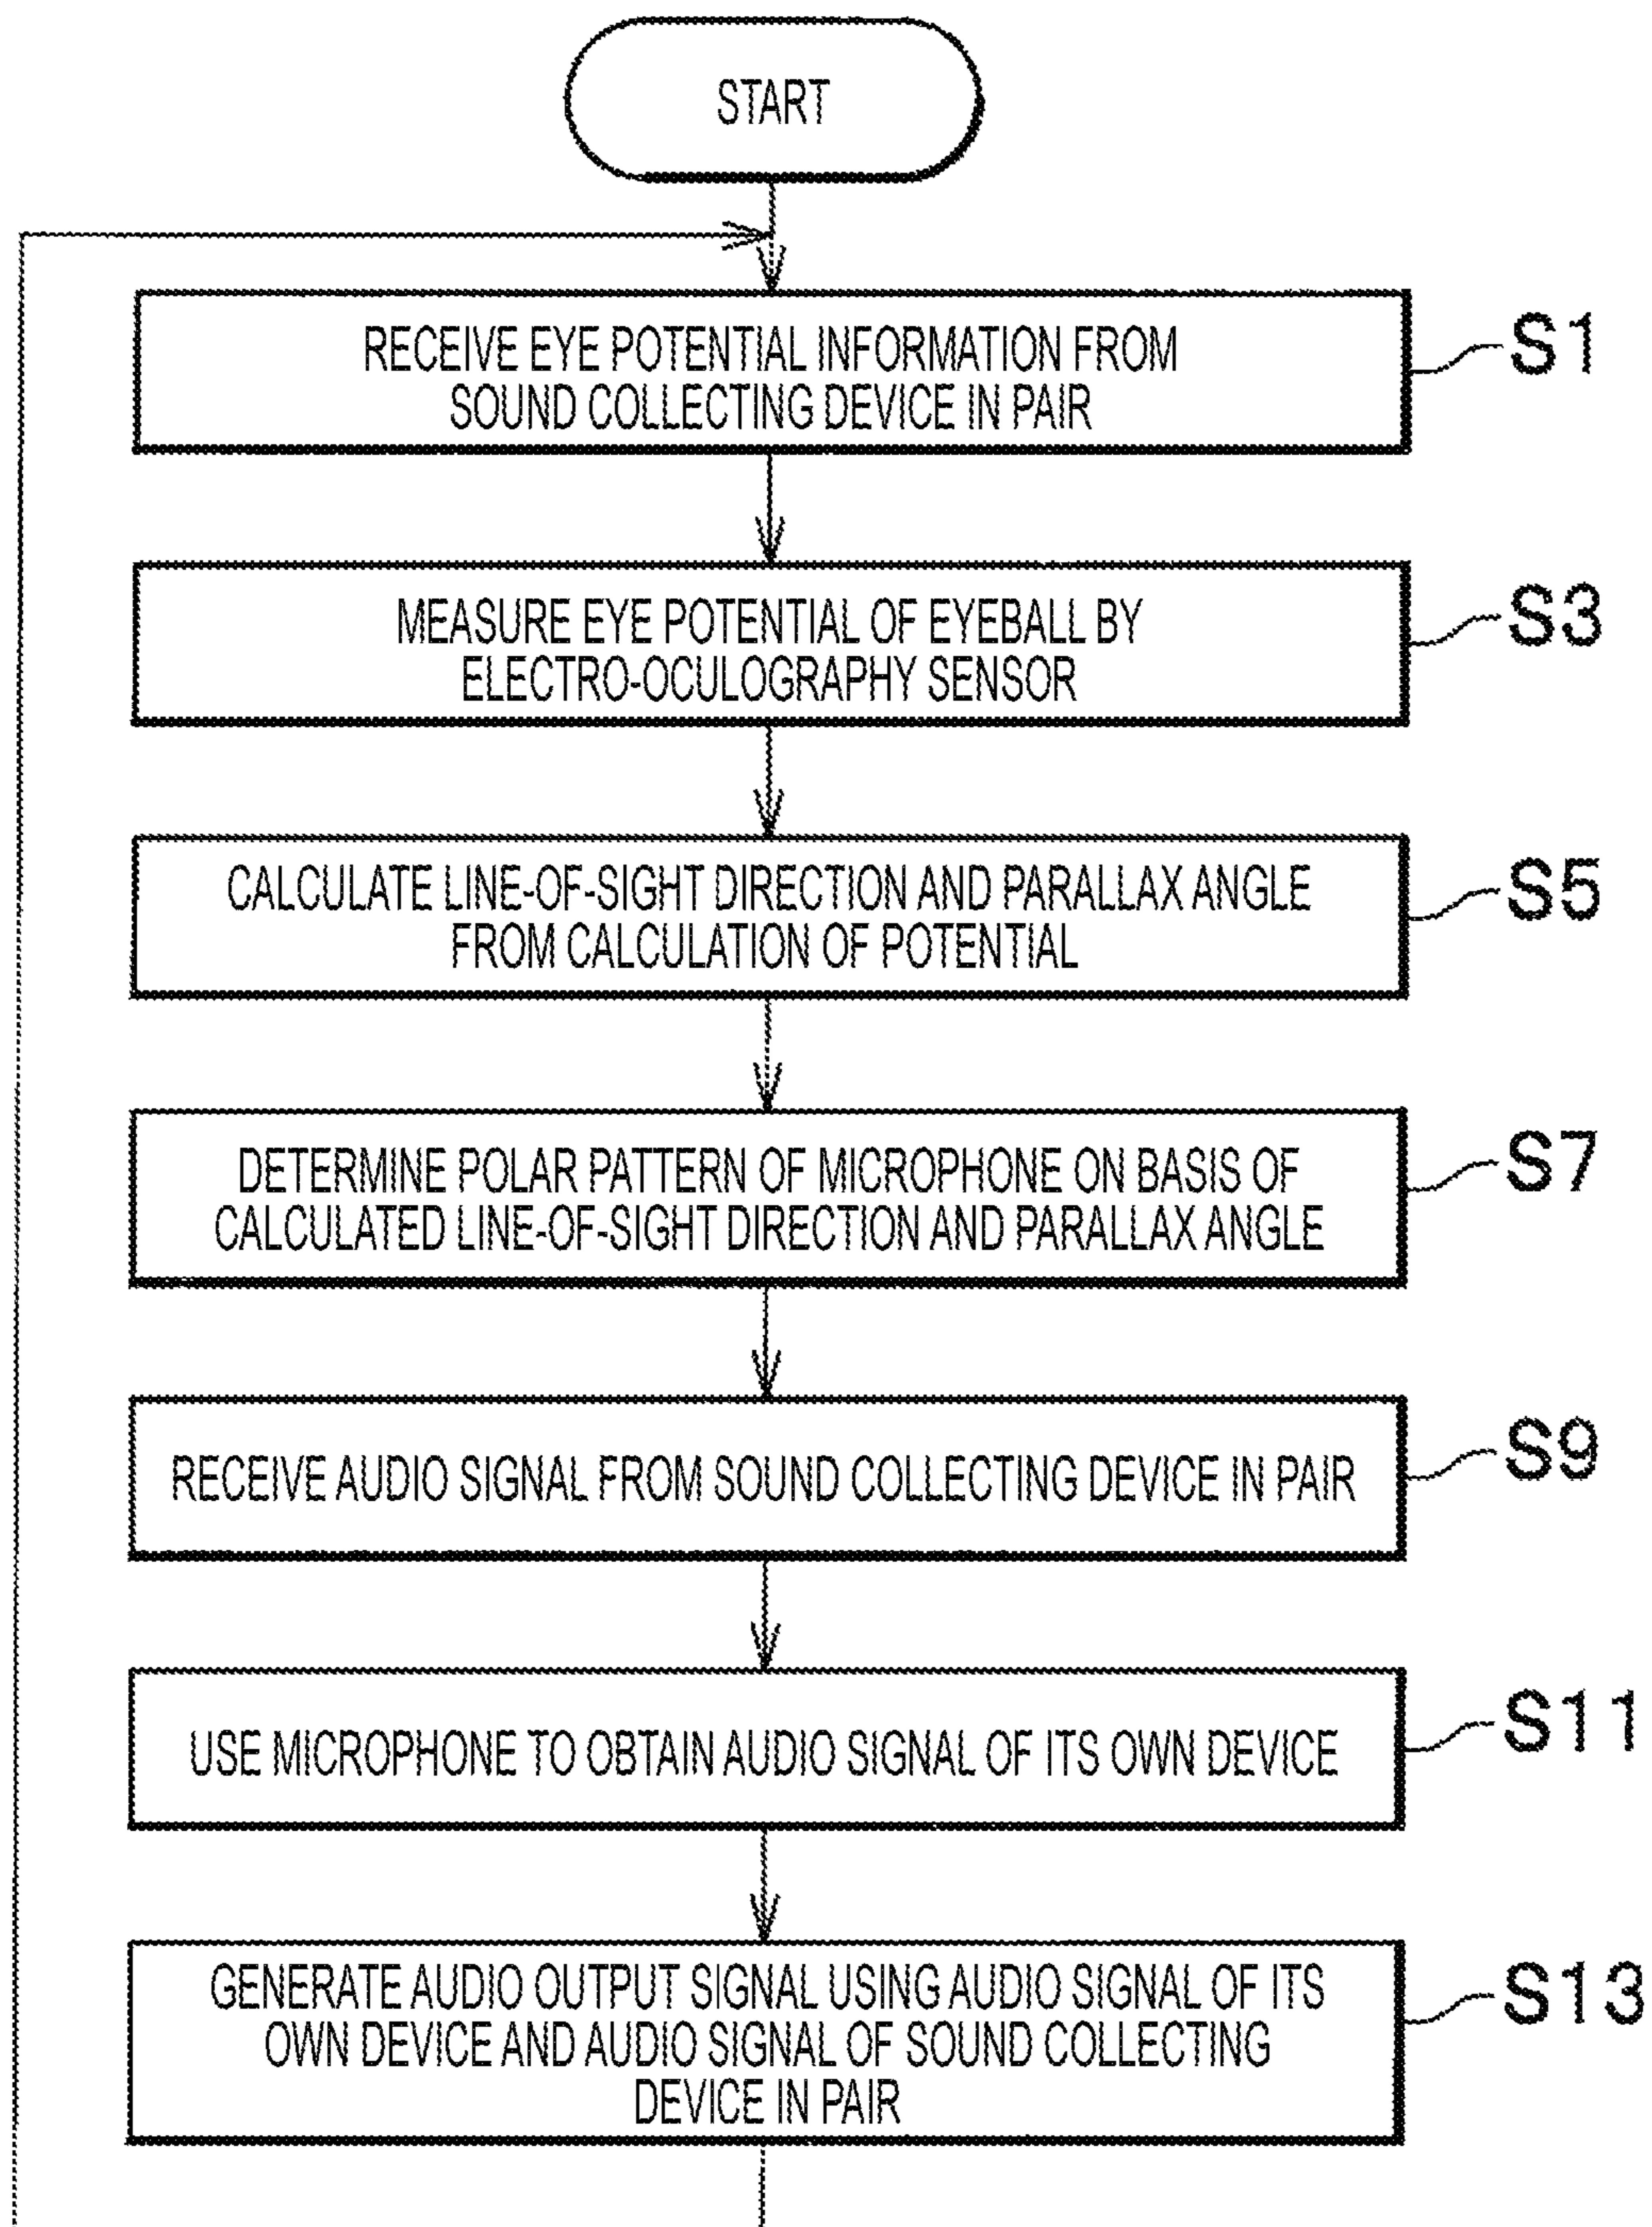 START
RECEIVE EYE POTENTIAL INFORMATION FROM
SOUND COLLECTING DEVICE IN PAIR
S1
MEASURE EYE POTENTIAL OF EYEBALL BY
ELECTRO-OCULOGRAPHY SENSOR
S3
CALCULATE LINE-OF-SIGHT DIRECTION AND PARALLAX ANGLE
FROM CALCULATION OF POTENTIAL
S5
DETERMINE POLAR PATTERN OF MICROPHONE ON BASIS OF
CALCULATED LINE-OF-SIGHT DIRECTION AND PARALLAX ANGLE
S7
RECEIVE AUDIO SIGNAL FROM SOUND COLLECTING DEVICE IN PAIR
S9
USE MICROPHONE TO OBTAIN AUDIO SIGNAL OF ITS OWN DEVICE
S11
GENERATE AUDIO OUTPUT SIGNAL USING AUDIO SIGNAL OF ITS
OWN DEVICE AND AUDIO SIGNAL OF SOUND COLLECTING
DEVICE IN PAIR
S13